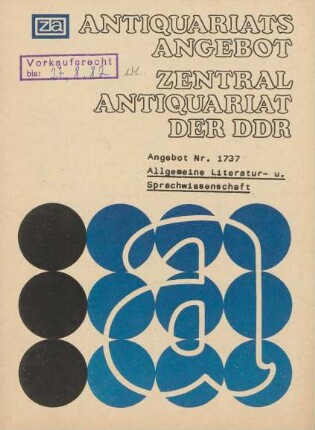 za
ANTIQUARIATS
ANGEBOT
Vorkaufsrecht
bis: 27.8.82
ZENTRAL
ANTIQUARIAT
DER DDR
Angebot Nr. 1737
Allgemeine Literatur- u.
Sprachwissenschaft
a